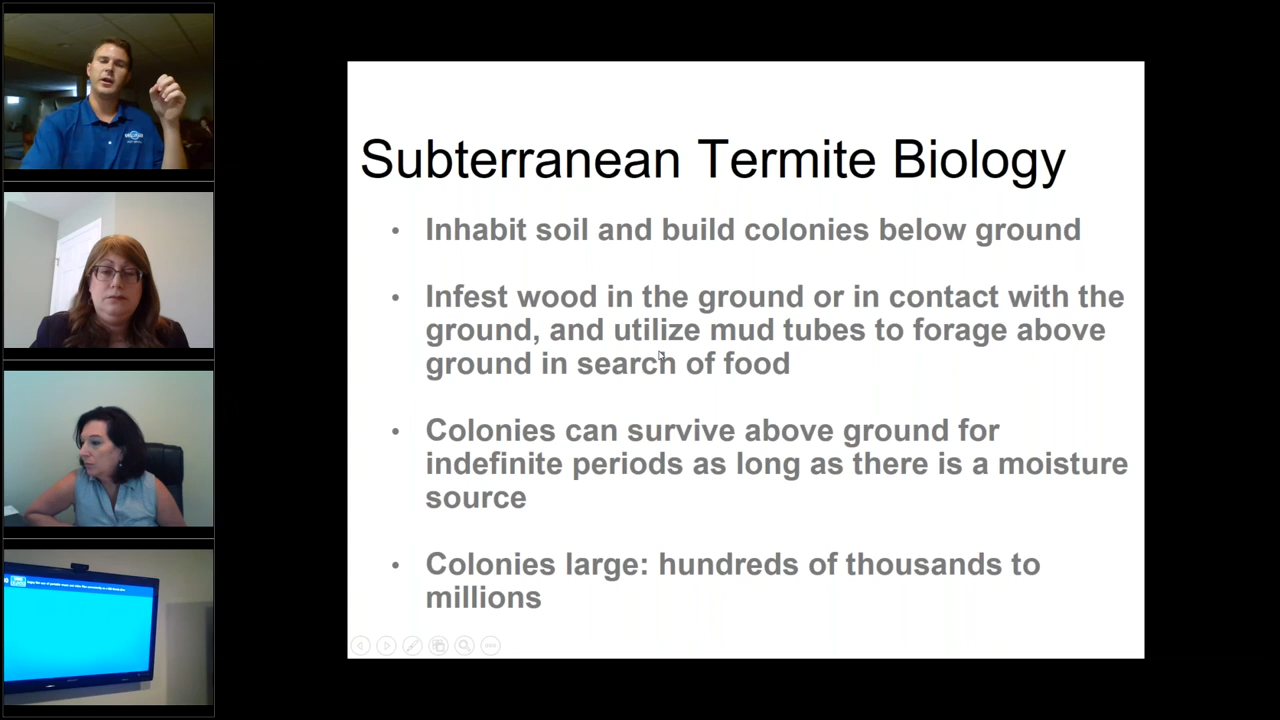 Subterranean Termite Biology
• Inhabit soil and build colonies below ground
• Infest wood in the ground or in contact with the
ground, and utilize mud tubes to forage above
ground in search of food
• Colonies can survive above ground for
indefinite periods as long as there is a moisture
source
• Colonies large: hundreds of thousands to
millions